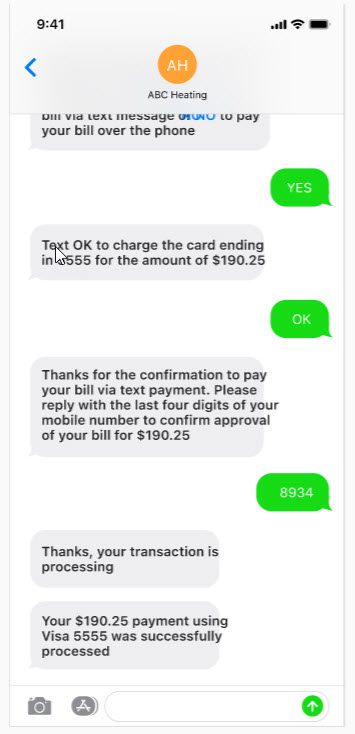 9:41
AH
ABC Heating
bill via text message or NO to pay
your bill over the phone
YES
Text OK to charge the card ending
in 5555 for the amount of $190.25
OK
Thanks for the confirmation to pay
your bill via text payment. Please
reply with the last four digits of your
mobile number to confirm approval
of your bill for $190.25
8934
Thanks, your transaction is
processing
Your $190.25 payment using
Visa 5555 was successfully
processed